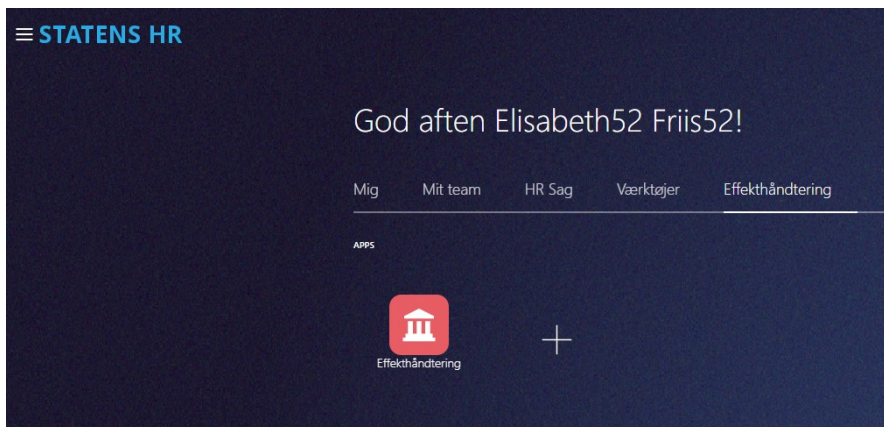 STATENS HR
God aften Elisabeth52 Friis52!
Mig Mit team HR Sag Værktøjer Effekthåndtering
APPS
Effekthåndtering